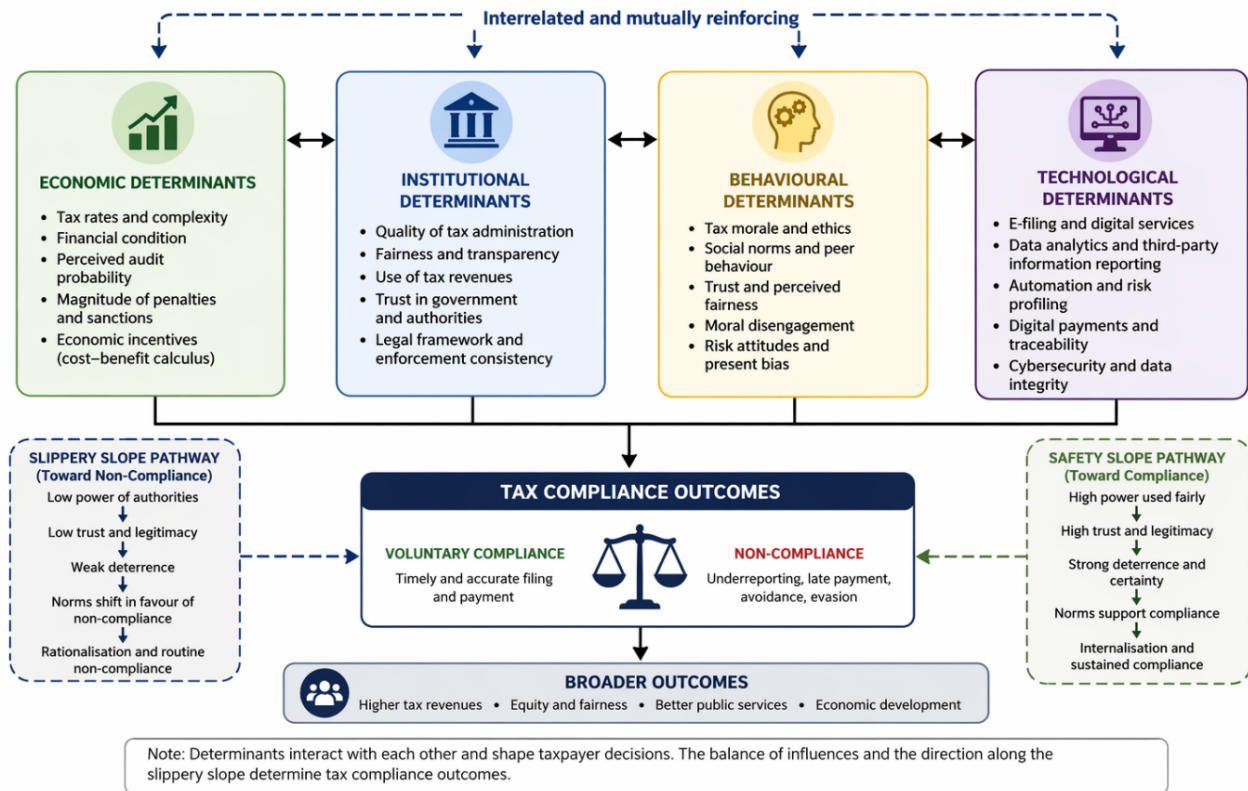 Interrelated and mutually reinforcing
ECONOMIC DETERMINANTS
• Tax rates and complexity
• Financial condition
• Perceived audit
probability
• Magnitude of penalties
and sanctions
• Economic incentives
(cost–benefit calculus)
INSTITUTIONAL
DETERMINANTS
• Quality of tax administration
• Fairness and transparency
• Use of tax revenues
• Trust in government
and authorities
• Legal framework and
enforcement consistency
BEHAVIOURAL
DETERMINANTS
• Tax morale and ethics
• Social norms and peer
behaviour
• Trust and perceived
fairness
• Moral disengagement
• Risk attitudes and
present bias
TECHNOLOGICAL
DETERMINANTS
• E-filing and digital services
• Data analytics and third-party
information reporting
• Automation and risk
profiling
• Digital payments and
traceability
• Cybersecurity and data
integrity
SLIPPERY SLOPE PATHWAY
(Toward Non-Compliance)
Low power of authorities
Low trust and legitimacy
Weak deterrence
Norms shift in favour of
non-compliance
Rationalisation and routine
non-compliance
TAX COMPLIANCE OUTCOMES
VOLUNTARY COMPLIANCE
Timely and accurate filing
and payment
NON-COMPLIANCE
Underreporting, late payment,
avoidance, evasion
SAFETY SLOPE PATHWAY
(Toward Compliance)
High power used fairly
High trust and legitimacy
Strong deterrence and
certainty
Norms support compliance
Internalisation and
sustained compliance
BROADER OUTCOMES
Higher tax revenues • Equity and fairness • Better public services • Economic development
Note: Determinants interact with each other and shape taxpayer decisions. The balance of influences and the direction along the
slippery slope determine tax compliance outcomes.